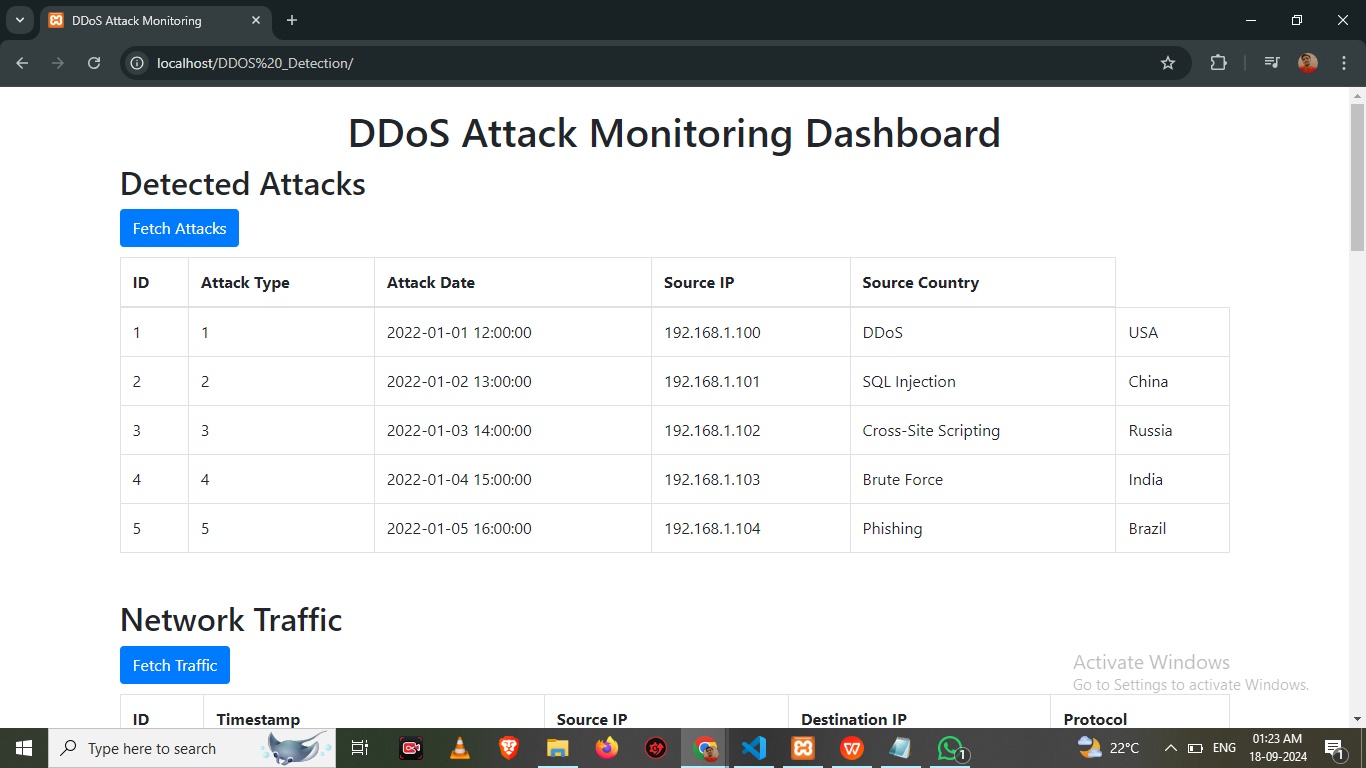 DDoS Attack Monitoring
localhost/DDOS%20_Detection/
DDoS Attack Monitoring Dashboard
Detected Attacks
Fetch Attacks
ID Attack Type Attack Date Source IP Source Country
1 1 2022-01-01 12:00:00 192.168.1.100 DDoS USA
2 2 2022-01-02 13:00:00 192.168.1.101 SQL Injection China
3 3 2022-01-03 14:00:00 192.168.1.102 Cross-Site Scripting Russia
4 4 2022-01-04 15:00:00 192.168.1.103 Brute Force India
5 5 2022-01-05 16:00:00 192.168.1.104 Phishing Brazil
Network Traffic
Fetch Traffic
Activate Windows
Go to Settings to activate Windows.
ID Timestamp Source IP Destination IP Protocol
Type here to search
1
22°C
ENG
01:23 AM
18-09-2024
1